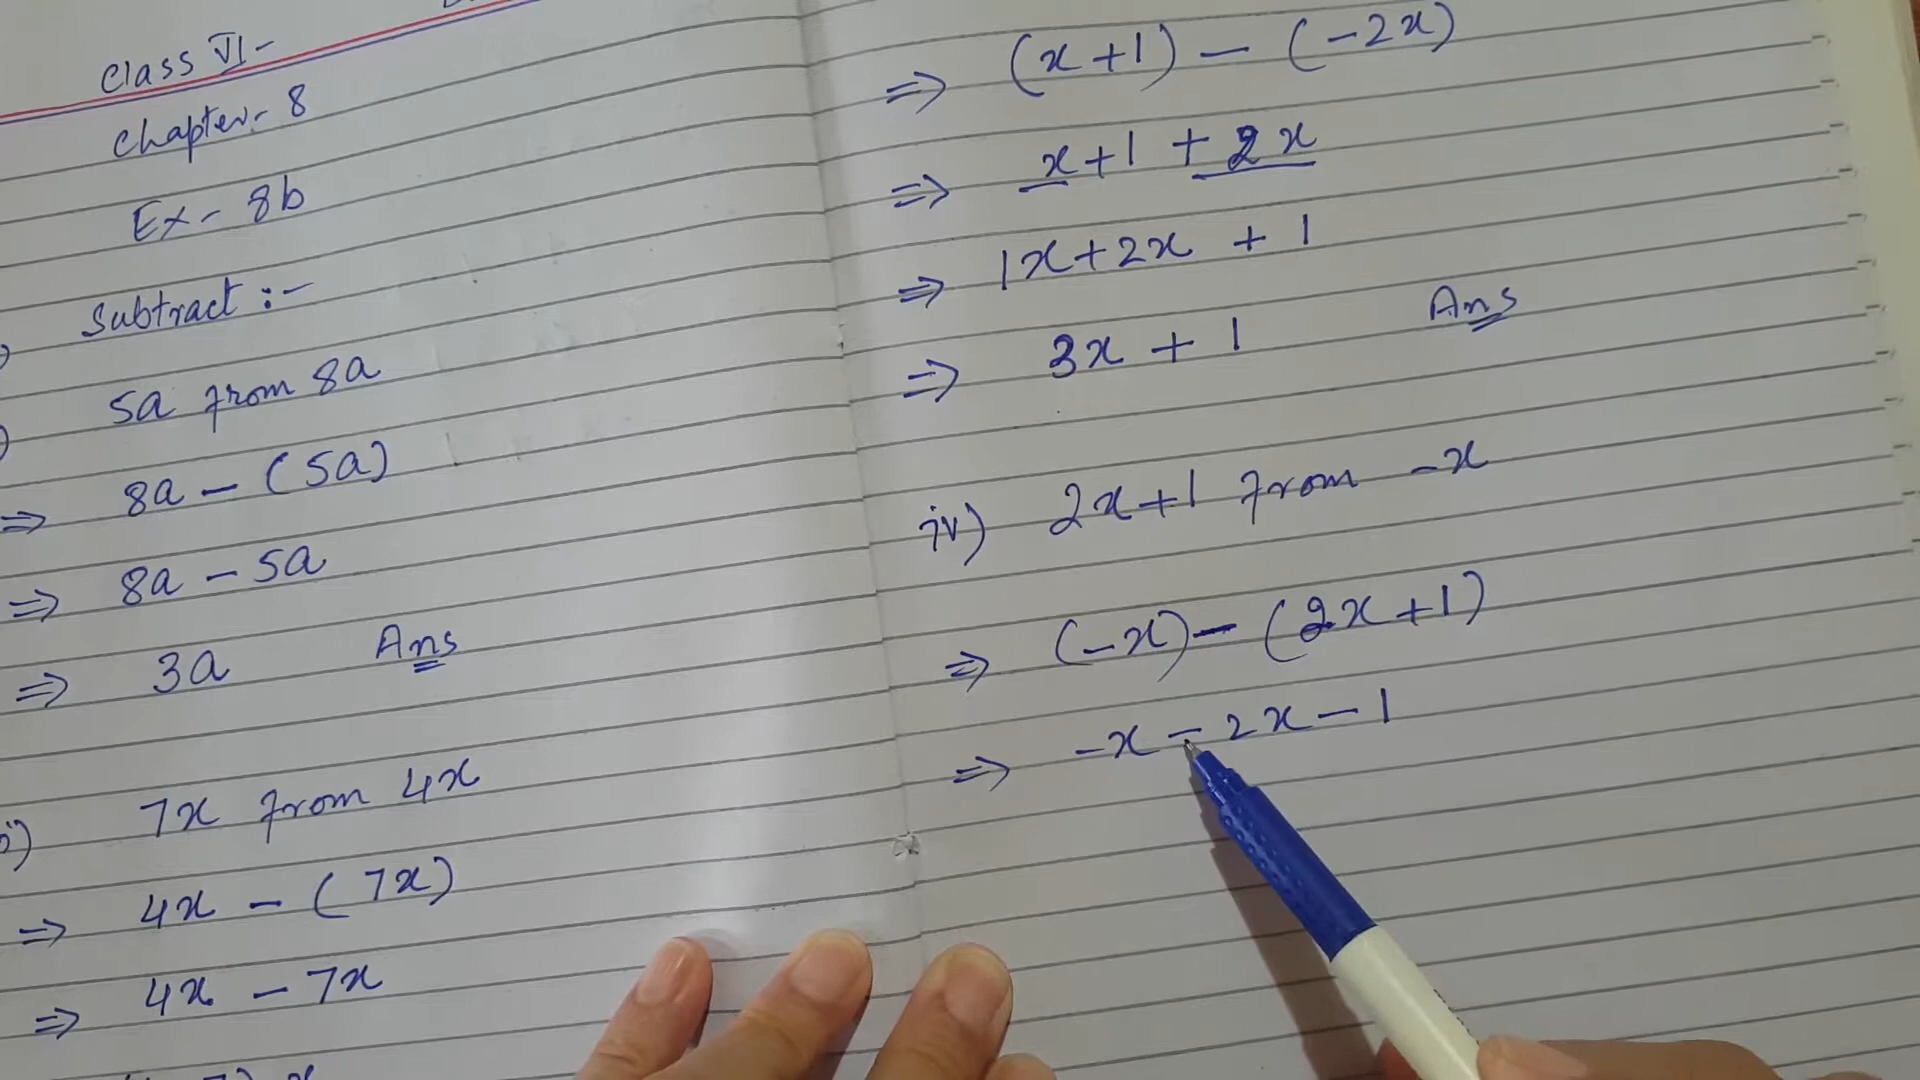 Class VI-
Chapter- 8
Ex- 8b
Subtract :-
5a from 8a
⇒ 8a - (5a)
⇒ 8a - 5a
⇒ 3a Ans
7x from 4x
⇒ 4x - (7x)
⇒ 4x - 7x
⇒ (x+1) - (-2x)
⇒ x+1 + 2x
⇒ 1x+2x + 1
⇒ 3x + 1 Ans
iv) 2x+1 from -x
⇒ (-x) - (2x+1)
⇒ -x - 2x - 1